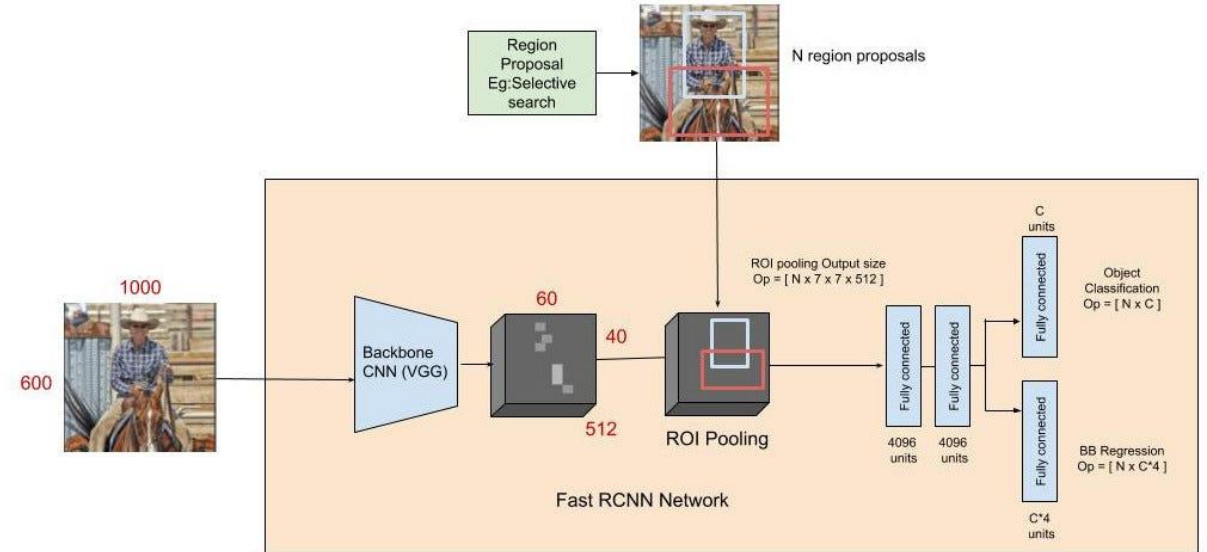 Region
Proposal
Eg:Selective
search
N region proposals
1000
600
Backbone
CNN (VGG)
60
40
512
ROI Pooling
ROI pooling Output size
Op = [ N x 7 x 7 x 512 ]
Fully connected
4096
units
Fully connected
4096
units
C
units
Fully connected
Object
Classification
Op = [ N x C ]
Fully connected
C*4
units
BB Regression
Op = [ N x C*4 ]
Fast RCNN Network